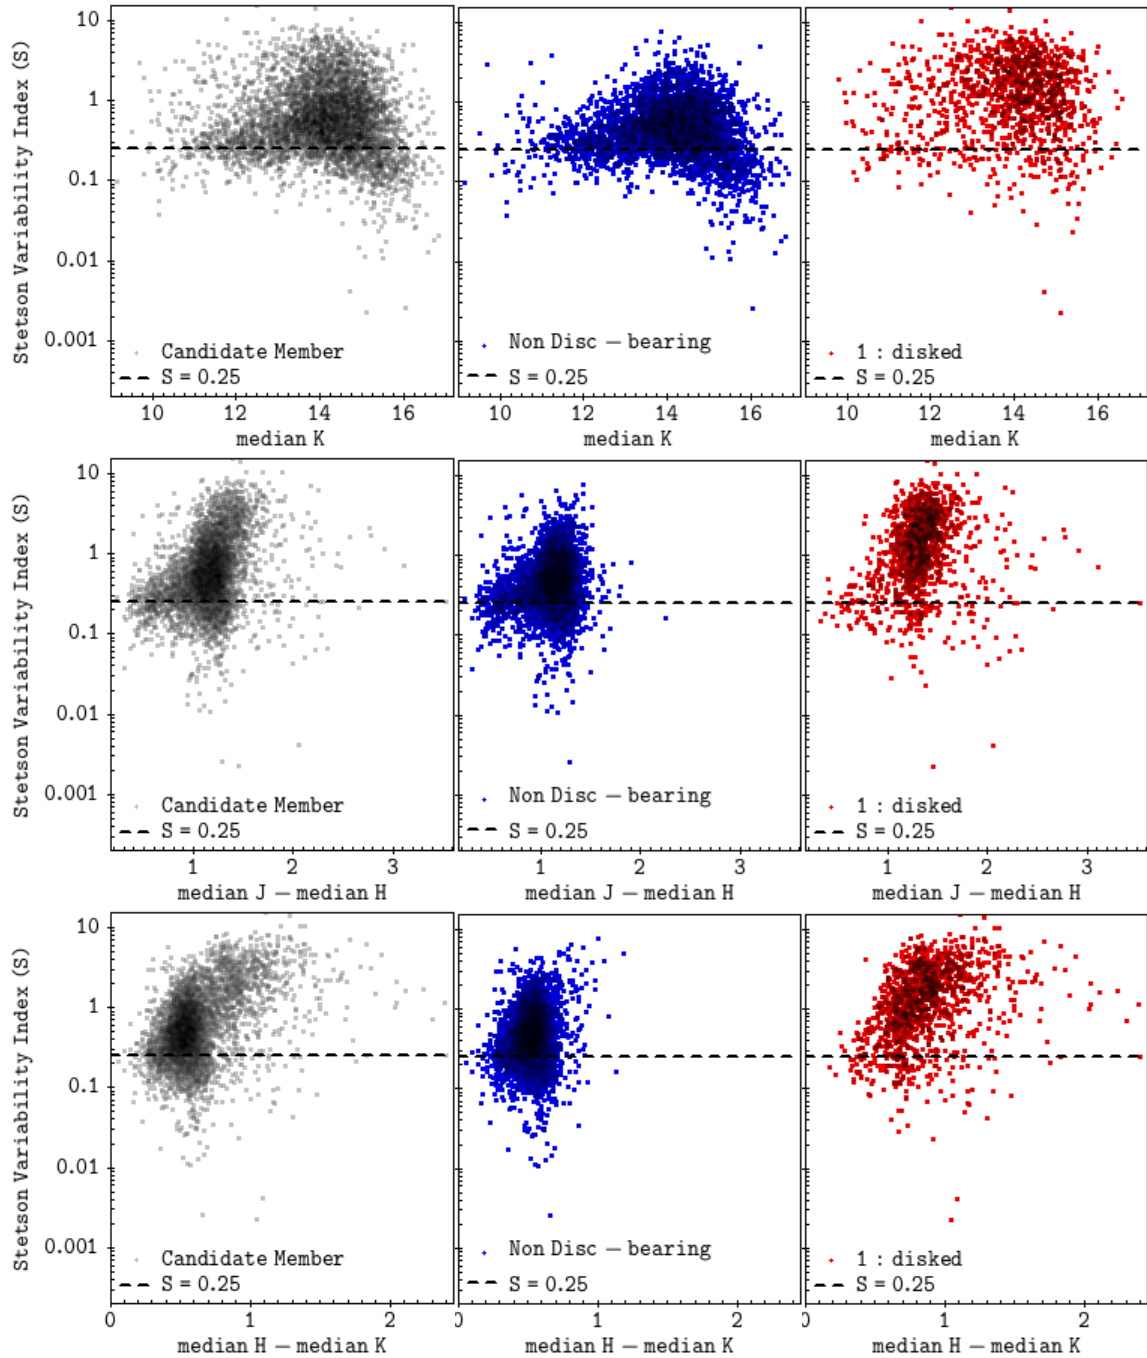 Stetson Variability Index (S)
10
1
0.1
0.01
0.001
Candidate Member
S = 0.25
Non Disc — bearing
S = 0.25
1 : disked
S = 0.25
10 12 14 16
10 12 14 16
10 12 14 16
median K
median K
median K
Stetson Variability Index (S)
10
1
0.1
0.01
0.001
Candidate Member
S = 0.25
Non Disc — bearing
S = 0.25
1 : disked
S = 0.25
1 2 3
1 2 3
1 2 3
median J — median H
median J — median H
median J — median H
Stetson Variability Index (S)
10
1
0.1
0.01
0.001
Candidate Member
S = 0.25
Non Disc — bearing
S = 0.25
1 : disked
S = 0.25
0 1 2
0 1 2
0 1 2
median H — median K
median H — median K
median H — median K